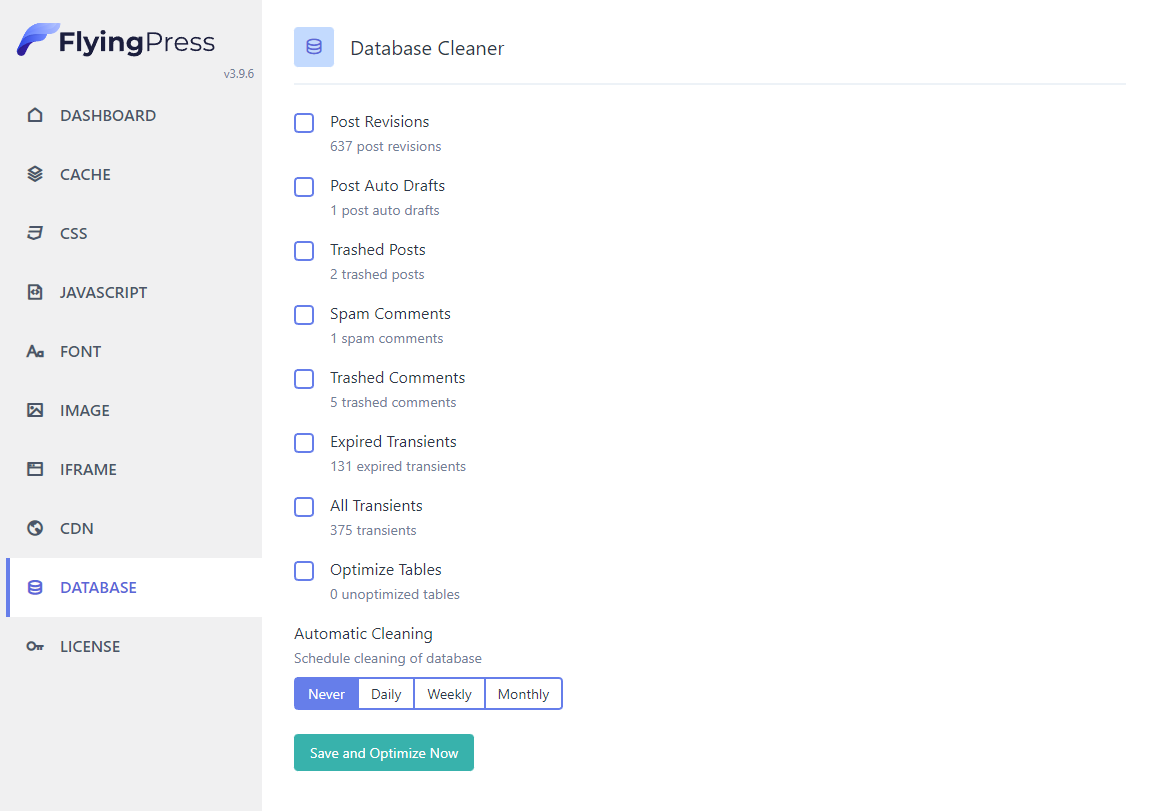 FlyingPress
v3.9.6
DASHBOARD
CACHE
CSS
JAVASCRIPT
FONT
IMAGE
IFRAME
CDN
DATABASE
LICENSE
Database Cleaner
Post Revisions
637 post revisions
Post Auto Drafts
1 post auto drafts
Trashed Posts
2 trashed posts
Spam Comments
1 spam comments
Trashed Comments
5 trashed comments
Expired Transients
131 expired transients
All Transients
375 transients
Optimize Tables
0 unoptimized tables
Automatic Cleaning
Schedule cleaning of database
Never Daily Weekly Monthly
Save and Optimize Now